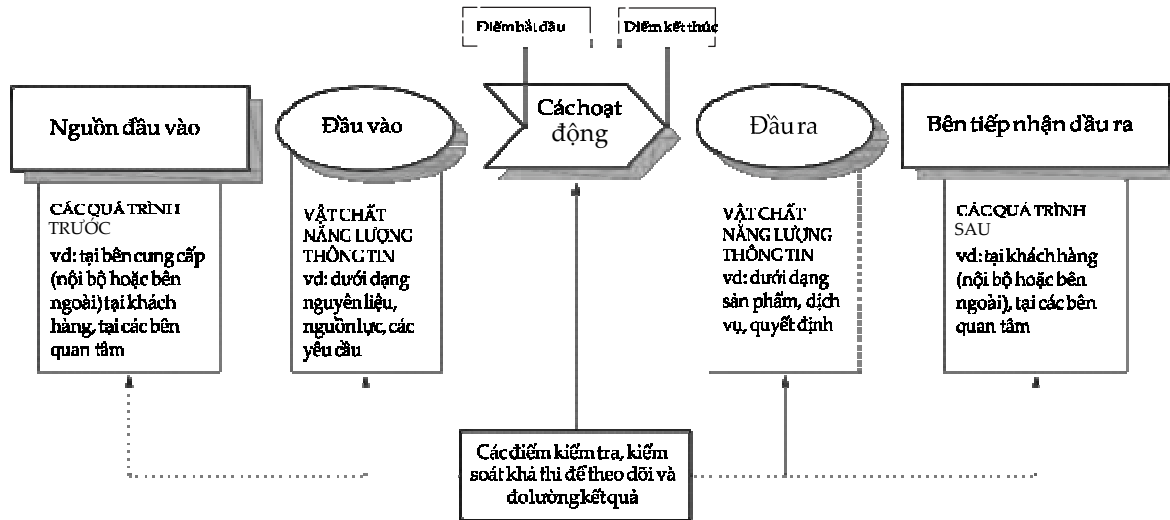 Điểm bắt đầu
Điểm kết thúc
Nguồn đầu vào
Đầu vào
Các hoạt
động
Đầu ra
Bên tiếp nhận đầu ra
CÁC QUÁ TRÌNH
TRƯỚC
vd: tại bên cung cấp
(nội bộ hoặc bên
ngoài) tại khách
hàng, tại các bên
quan tâm
VẬT CHẤT
NĂNG LƯỢNG
THÔNG TIN
vd: dưới dạng
nguyên liệu,
nguồn lực, các
yêu cầu
VẬT CHẤT
NĂNG LƯỢNG
THÔNG TIN
vd: dưới dạng
sản phẩm, dịch
vụ, quyết định
CÁC QUÁ TRÌNH
SAU
vd: tại khách hàng
(nội bộ hoặc bên
ngoài), tại các bên
quan tâm
Các điểm kiểm tra, kiểm
soát khả thi để theo dõi và
đo lường kết quả